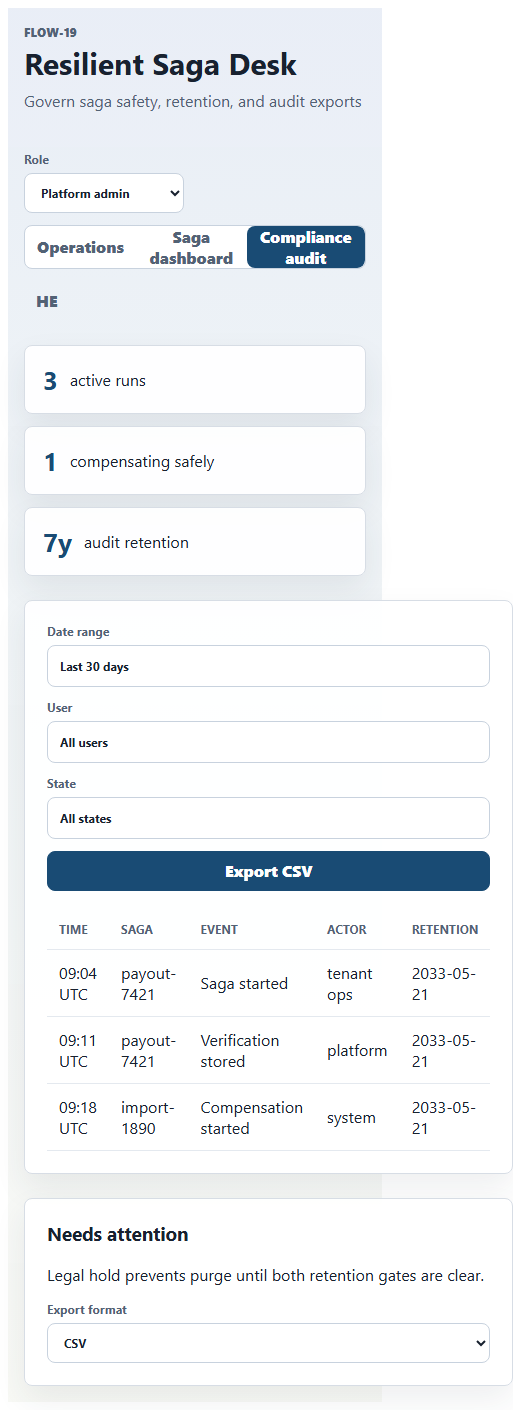 FLOW-19
Resilient Saga Desk
Govern saga safety, retention, and audit exports
Role
Platform admin
Operations
Saga dashboard
Compliance audit
HE
3 active runs
1 compensating safely
7y audit retention
Date range
Last 30 days
User
All users
State
All states
Export CSV
TIME SAGA EVENT ACTOR RETENTION
09:04 UTC payout-7421 Saga started tenant ops 2033-05-21
09:11 UTC payout-7421 Verification stored platform 2033-05-21
09:18 UTC import-1890 Compensation started system 2033-05-21
Needs attention
Legal hold prevents purge until both retention gates are clear.
Export format
CSV